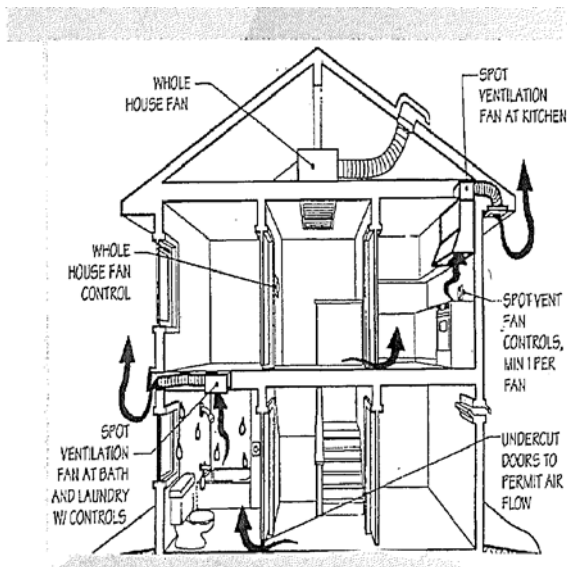 WHOLE
HOUSE FAN
SPOT
VENTILATION
FAN AT KITCHEN
WHOLE
HOUSE FAN
CONTROL
SPOT VENT
FAN
CONTROLS,
MIN 1 PER
FAN
SPOT
VENTILATION
FAN AT BATH
AND LAUNDRY
W/ CONTROLS
UNDERCUT
DOORS TO
PERMIT AIR
FLOW